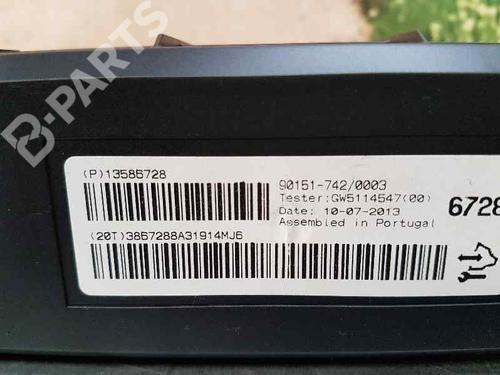 B-PARTS
(P)13586728
90151-742/0003
Tester:GW5114547(00)
Date: 10-07-2013
Assembled in Portugal
6728
(20T)3867288A31914MJ6